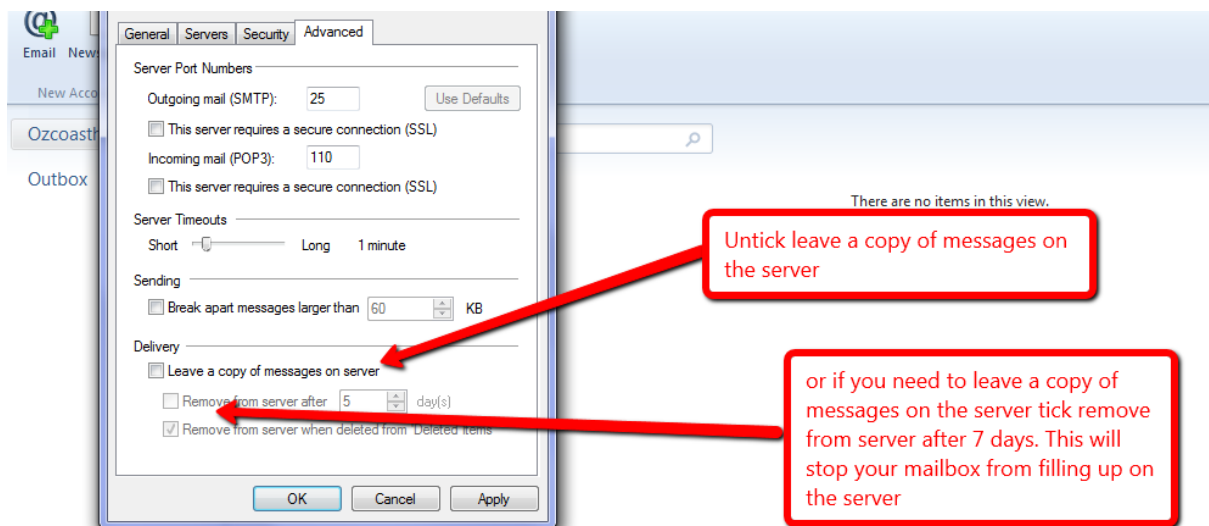 Email News
New Acco
General Servers Security Advanced
Server Port Numbers
Outgoing mail (SMTP): 25 Use Defaults
This server requires a secure connection (SSL)
Incoming mail (POP3): 110
This server requires a secure connection (SSL)
Server Timeouts
Short Long 1 minute
Sending
Break apart messages larger than 60 KB
Delivery
Leave a copy of messages on server
Remove from server after 5 day(s)
Remove from server when deleted from 'Deleted Items'
OK Cancel Apply
Ozcoasth
Outbox
There are no items in this view.
Untick leave a copy of messages on
the server
or if you need to leave a copy of
messages on the server tick remove
from server after 7 days. This will
stop your mailbox from filling up on
the server